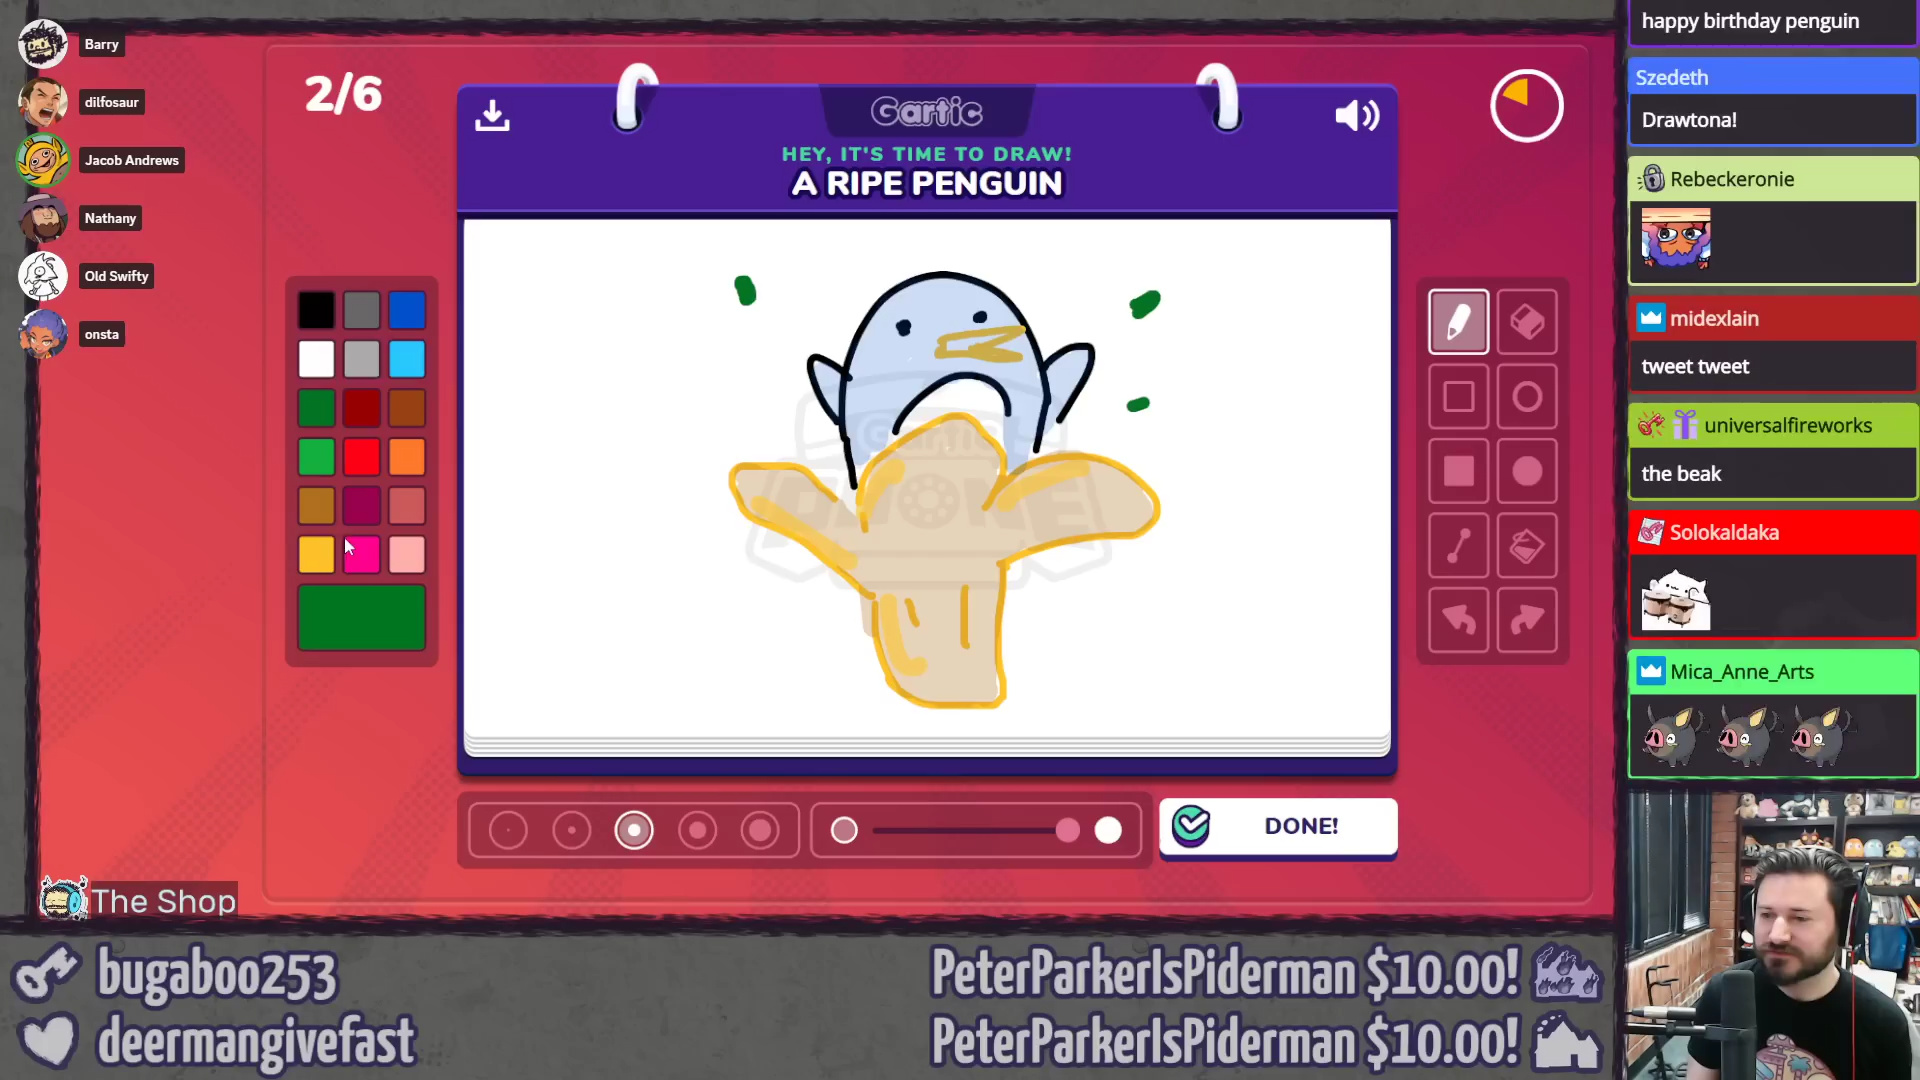 Barry
dilfosaur
Jacob Andrews
Nathany
Old Swifty
onsta
2/6
Gartic
HEY, IT'S TIME TO DRAW!
A RIPE PENGUIN
Gartic
PHONE
DONE!
The Shop
happy birthday penguin
Szedeth
Drawtona!
Rebeckeronie
midexlain
tweet tweet
universalfireworks
the beak
Solokaldaka
Mica_Anne_Arts
bugaboo253
PeterParkerIsPiderman $10.00!
deermangivefast
PeterParkerIsPiderman $10.00!